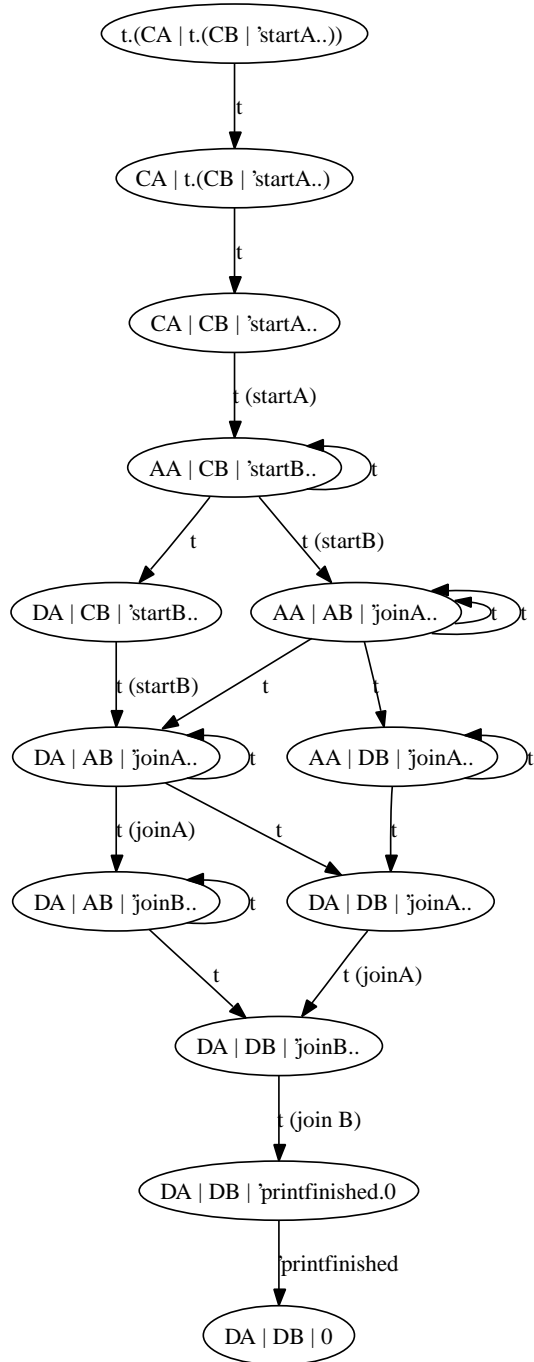 t.(CA | t.(CB | 'startA..))
t
CA | t.(CB | 'startA..)
t
CA | CB | 'startA..
t (startA)
AA | CB | 'startB..
t
t
t (startB)
DA | CB | 'startB..
AA | AB | 'joinA..
t
t
t (startB)
t
t
DA | AB | 'joinA..
t
AA | DB | 'joinA..
t
t (joinA)
t
t
DA | AB | 'joinB..
t
DA | DB | 'joinA..
t
t (joinA)
DA | DB | 'joinB..
t (join B)
DA | DB | 'printfinished.0
'printfinished
DA | DB | 0